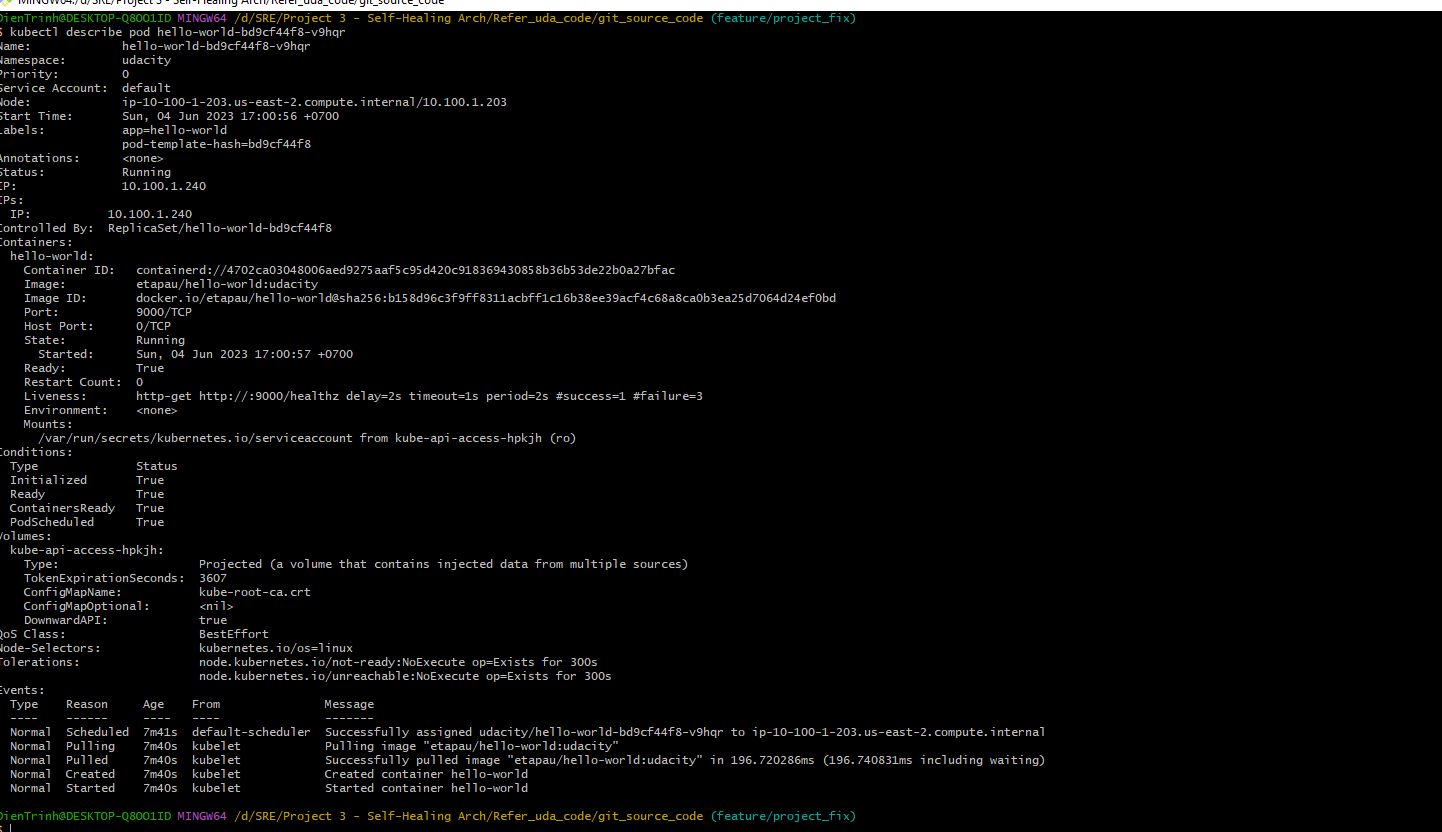 MINGW64:/d/SRE/Project 3 - Self-Healing Arch/Refer_uda_code/git_source_code
DienTrinh@DESKTOP-Q8OO1ID MINGW64 /d/SRE/Project 3 - Self-Healing Arch/Refer_uda_code/git_source_code (feature/project_fix)
$ kubectl describe pod hello-world-bd9cf44f8-v9hqr
Name: hello-world-bd9cf44f8-v9hqr
Namespace: udacity
Priority: 0
Service Account: default
Node: ip-10-100-1-203.us-east-2.compute.internal/10.100.1.203
Start Time: Sun, 04 Jun 2023 17:00:56 +0700
Labels: app=hello-world
pod-template-hash=bd9cf44f8
Annotations: <none>
Status: Running
IP: 10.100.1.240
IPs:
IP: 10.100.1.240
Controlled By: ReplicaSet/hello-world-bd9cf44f8
Containers:
hello-world:
Container ID: containerd://4702ca03048006aed9275aaf5c95d420c918369430858b36b53de22b0a27bfac
Image: etapau/hello-world:udacity
Image ID: docker.io/etapau/hello-world@sha256:b158d96c3f9ff8311acbff1c16b38ee39acf4c68a8ca0b3ea25d7064d24ef0bd
Port: 9000/TCP
Host Port: 0/TCP
State: Running
Started: Sun, 04 Jun 2023 17:00:57 +0700
Ready: True
Restart Count: 0
Liveness: http-get http://:9000/healthz delay=2s timeout=1s period=2s #success=1 #failure=3
Environment: <none>
Mounts:
/var/run/secrets/kubernetes.io/serviceaccount from kube-api-access-hpkjh (ro)
Conditions:
Type Status
Initialized True
Ready True
ContainersReady True
PodScheduled True
Volumes:
kube-api-access-hpkjh:
Type: Projected (a volume that contains injected data from multiple sources)
TokenExpirationSeconds: 3607
ConfigMapName: kube-root-ca.crt
ConfigMapOptional: <nil>
DownwardAPI: true
QoS Class: BestEffort
Node-Selectors: kubernetes.io/os=linux
Tolerations: node.kubernetes.io/not-ready:NoExecute op=Exists for 300s
node.kubernetes.io/unreachable:NoExecute op=Exists for 300s
Events:
Type Reason Age From Message
---- ------ ---- ---- -------
Normal Scheduled 7m41s default-scheduler Successfully assigned udacity/hello-world-bd9cf44f8-v9hqr to ip-10-100-1-203.us-east-2.compute.internal
Normal Pulling 7m40s kubelet Pulling image "etapau/hello-world:udacity"
Normal Pulled 7m40s kubelet Successfully pulled image "etapau/hello-world:udacity" in 196.720286ms (196.740831ms including waiting)
Normal Created 7m40s kubelet Created container hello-world
Normal Started 7m40s kubelet Started container hello-world
DienTrinh@DESKTOP-Q8OO1ID MINGW64 /d/SRE/Project 3 - Self-Healing Arch/Refer_uda_code/git_source_code (feature/project_fix)
$